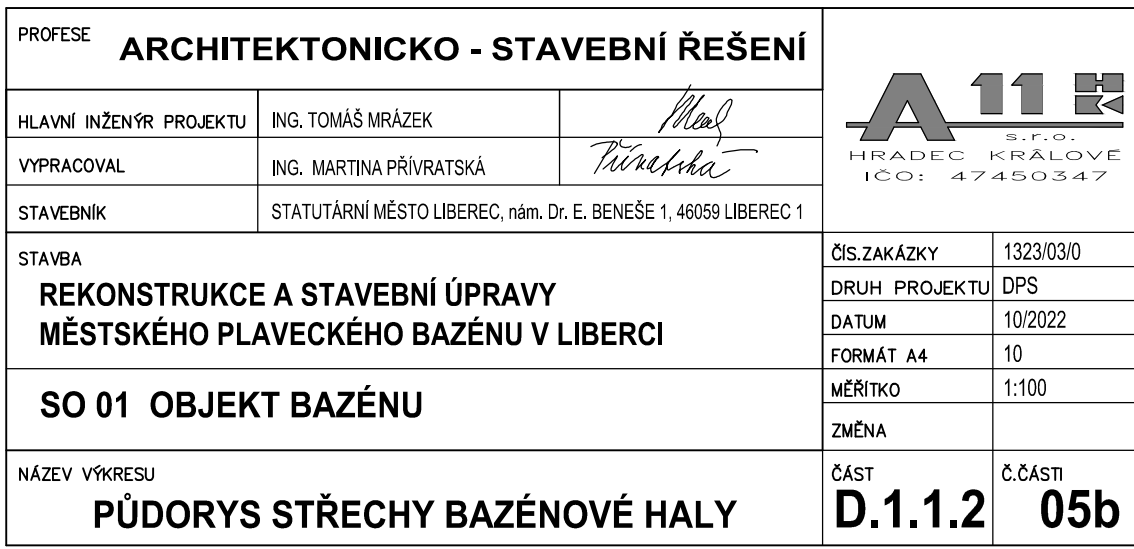 PROFESE
ARCHITEKTONICKO - STAVEBNÍ ŘEŠENÍ
HLAVNÍ INŽENÝR PROJEKTU ING. TOMÁŠ MRÁZEK
VYPRACOVAL ING. MARTINA PŘÍVRATSKÁ Přívratská
STAVEBNÍK STATUTÁRNÍ MĚSTO LIBEREC, nám. Dr. E. BENEŠE 1, 46059 LIBEREC 1
A 11
s.r.o.
HRADEC KRÁLOVÉ
IČO: 47450347
STAVBA
REKONSTRUKCE A STAVEBNÍ ÚPRAVY
MĚSTSKÉHO PLAVECKÉHO BAZÉNU V LIBERCI
SO 01 OBJEKT BAZÉNU
ČÍS.ZAKÁZKY 1323/03/0
DRUH PROJEKTU DPS
DATUM 10/2022
FORMÁT A4 10
MĚŘÍTKO 1:100
ZMĚNA
NÁZEV VÝKRESU
PŮDORYS STŘECHY BAZÉNOVÉ HALY
ČÁST Č.ČÁSTI
D.1.1.2 05b